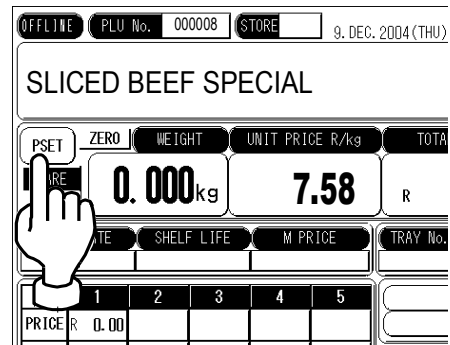 OFFLINE PLU No. 000008 STORE 9. DEC. 2004 (THU)
SLICED BEEF SPECIAL
PSET ZERO WEIGHT UNIT PRICE R/kg
0.000kg 7.58 R
SHELF LIFE M PRICE TRAY No.
1 2 3 4 5
PRICE R 0.00